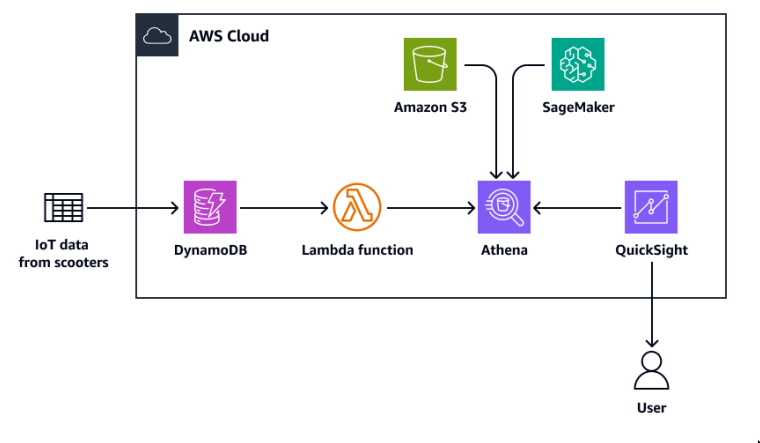 AWS Cloud
Amazon S3
SageMaker
IoT data
from scooters
DynamoDB
Lambda function
Athena
QuickSight
User